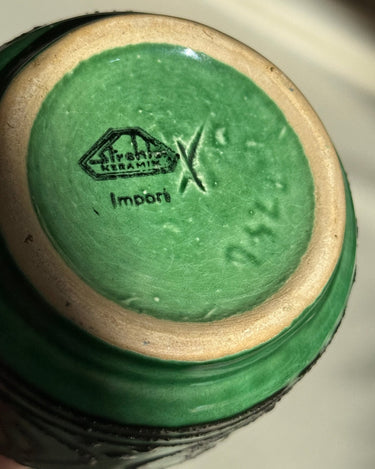 Strehla
KERAMIK
Import
X